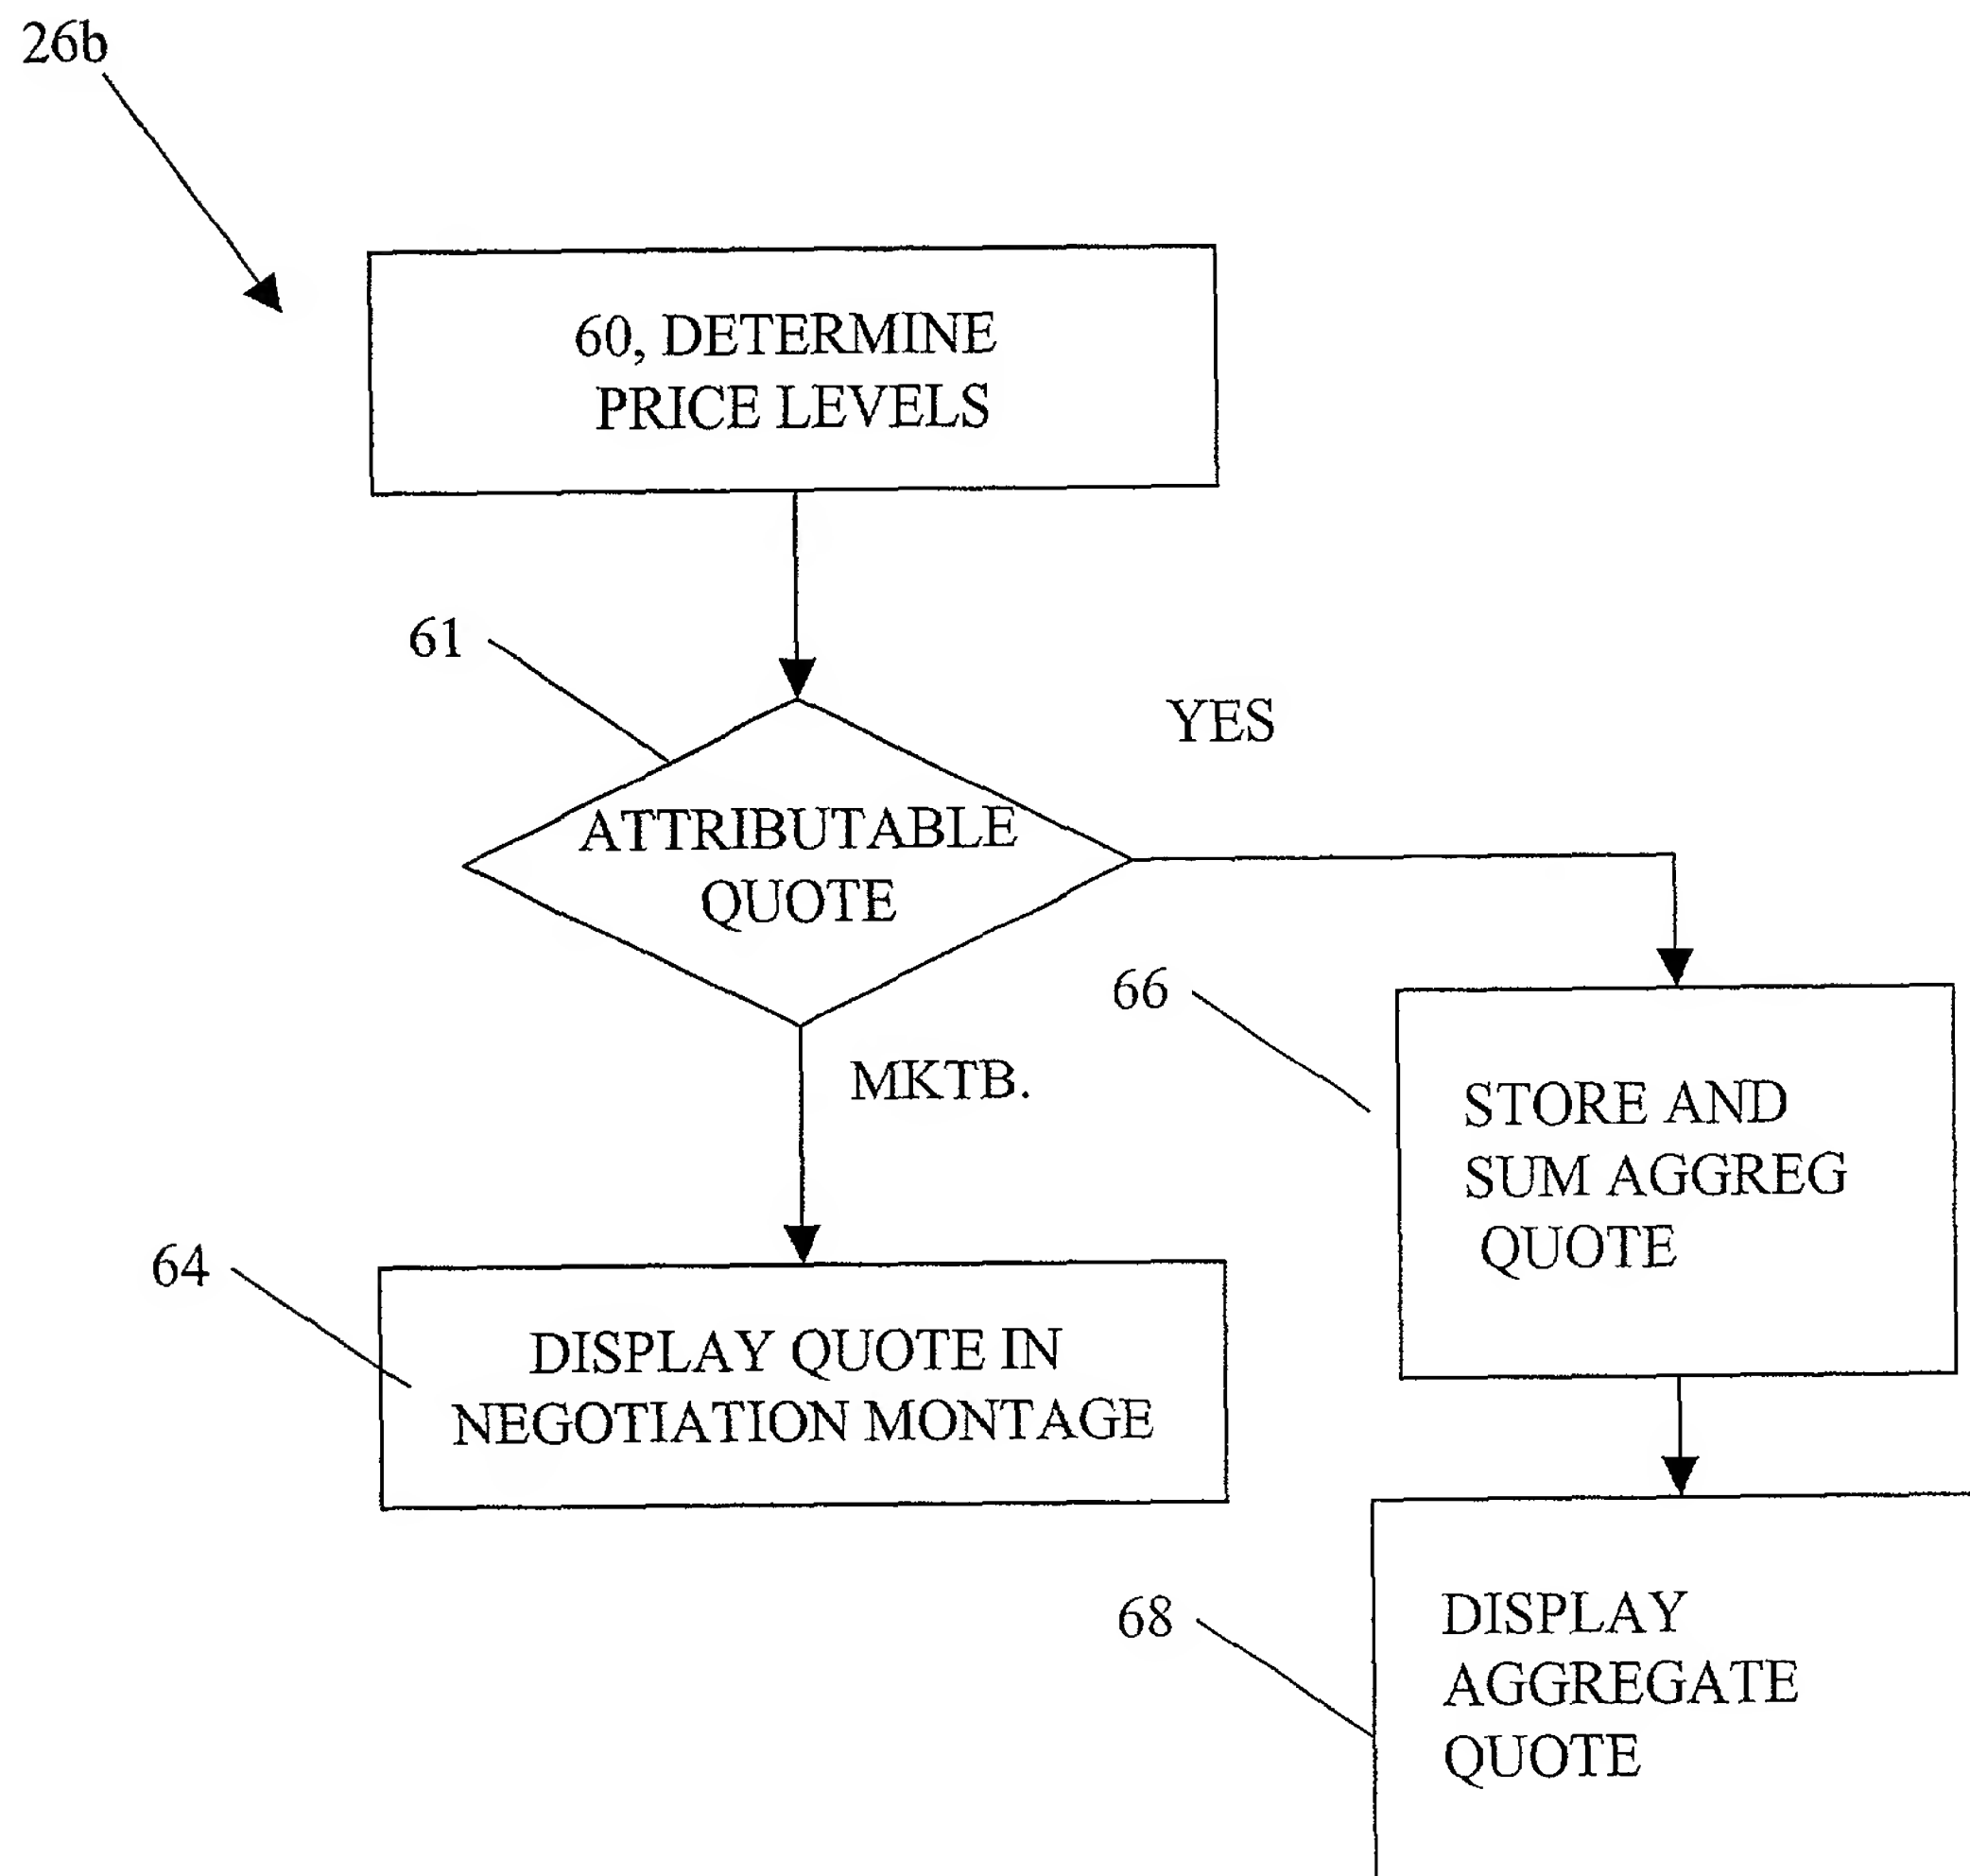 26b
60, DETERMINE
PRICE LEVELS
61
YES
ATTRIBUTABLE
QUOTE
66
MKTB.
STORE AND
SUM AGGREG
QUOTE
64
DISPLAY QUOTE IN
NEGOTIATION MONTAGE
68
DISPLAY
AGGREGATE
QUOTE